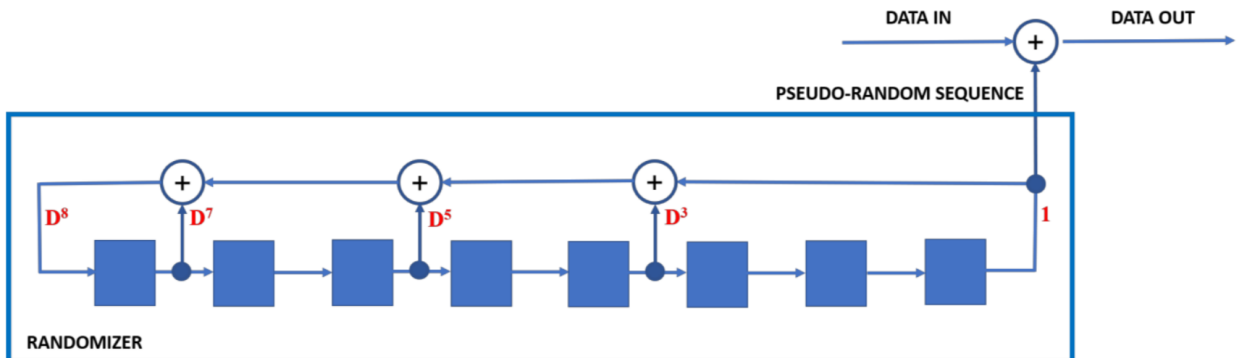 DATA IN
DATA OUT
+
PSEUDO-RANDOM SEQUENCE
+
+
+
D⁸
D⁷
D⁵
D³
1
RANDOMIZER